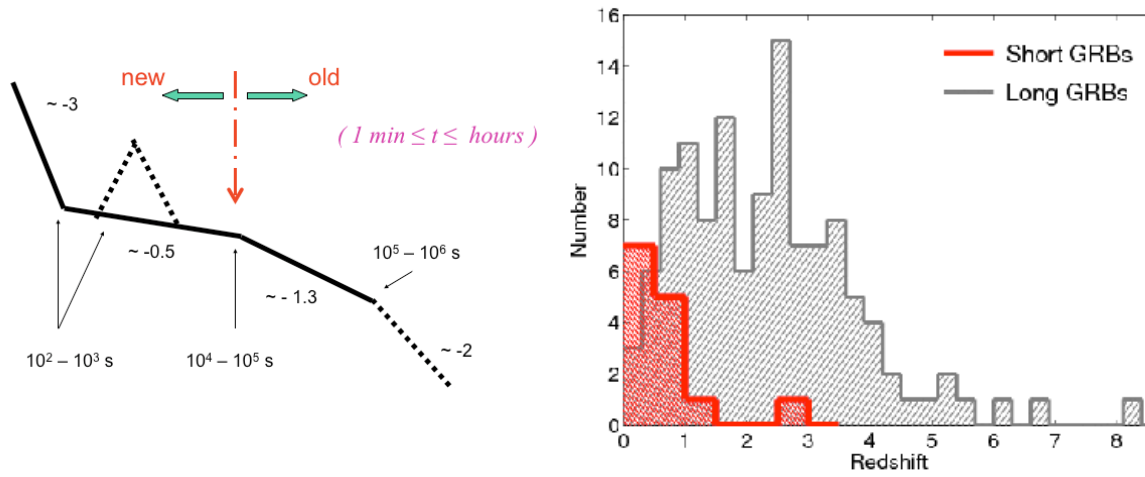 new
old
~ -3
( 1 min ≤ t ≤ hours )
~ -0.5
10⁵ – 10⁶ s
~ - 1.3
10² – 10³ s
10⁴ – 10⁵ s
~ -2
16
14
12
10
8
6
4
2
0
Number
Short GRBs
Long GRBs
0 1 2 3 4 5 6 7 8
Redshift